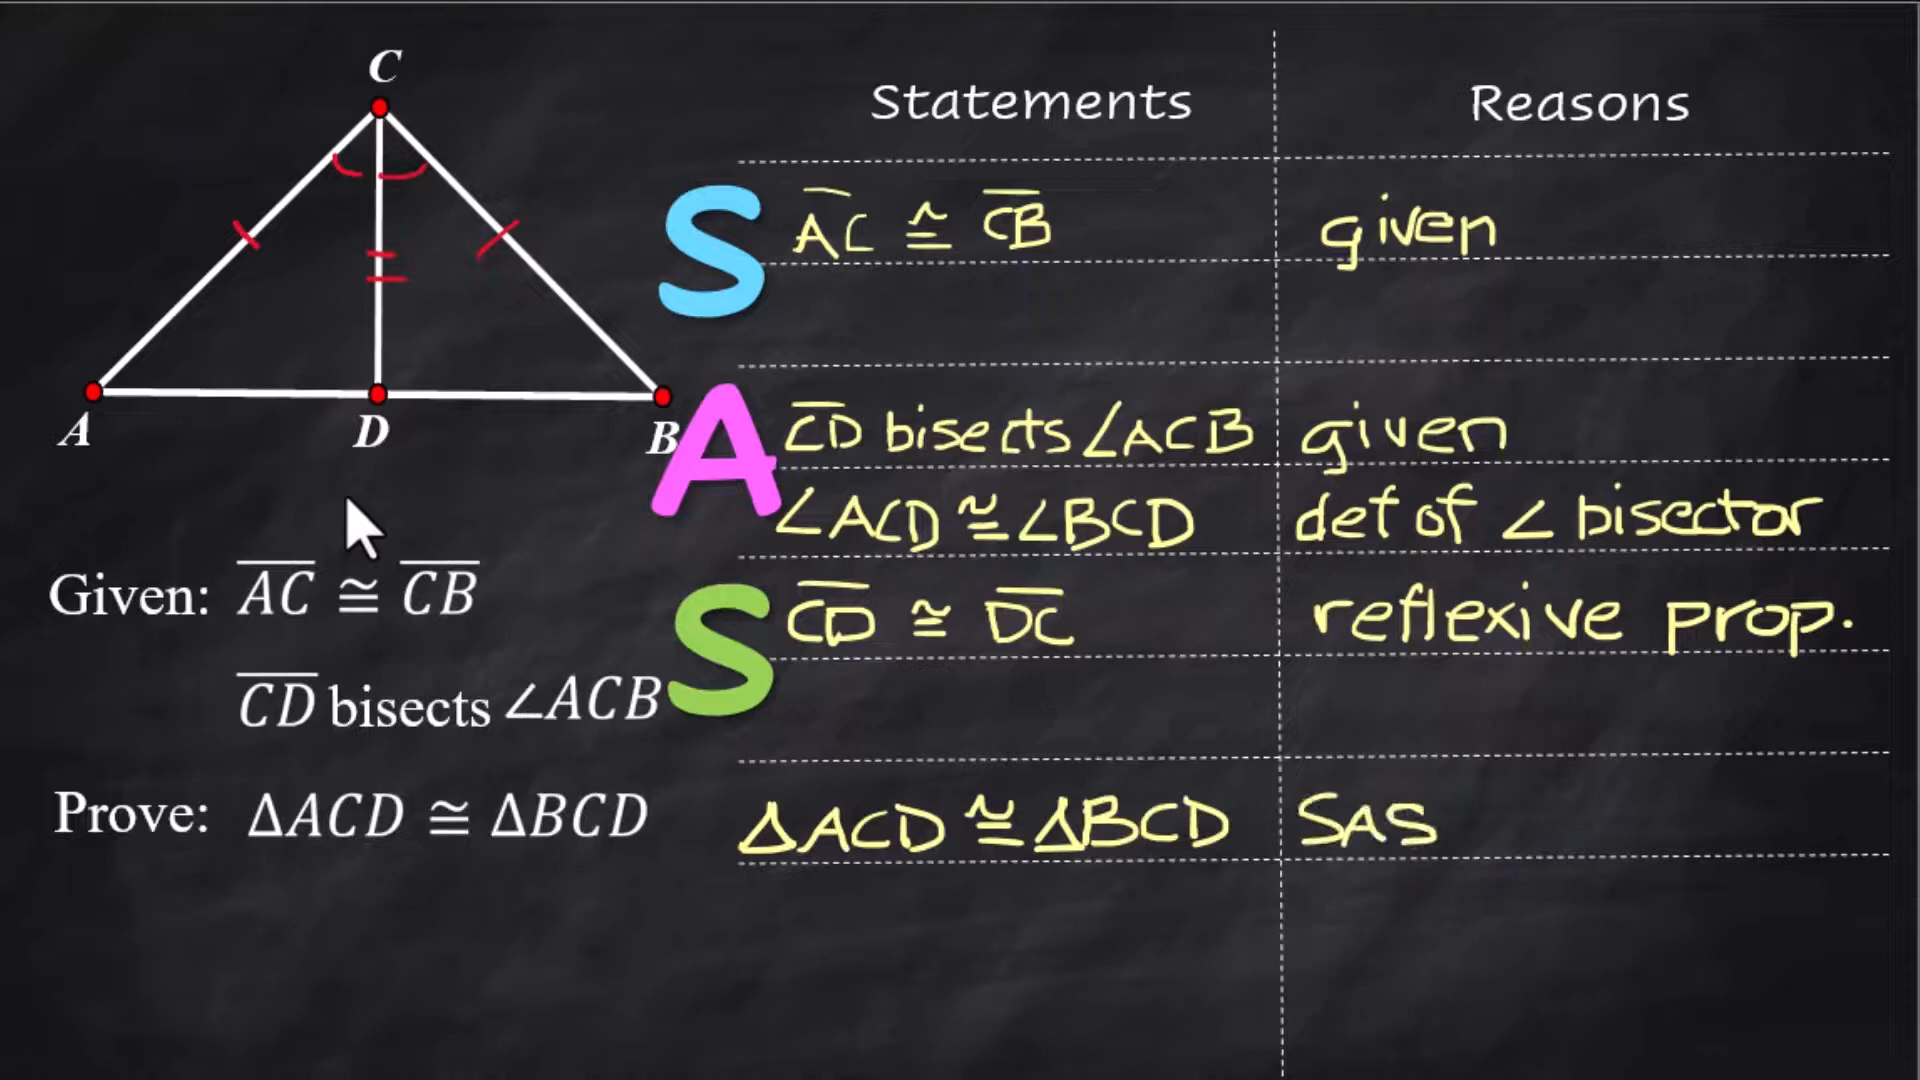 C
A
D
B
Given: AC ≅ CB
CD bisects ∠ACB
Prove: ΔACD ≅ ΔBCD
Statements Reasons
S AC ≅ CB given
A CD bisects ∠ACB given
∠ACD ≅ ∠BCD def of ∠ bisector
S CD ≅ DC reflexive prop.
ΔACD ≅ ΔBCD SAS